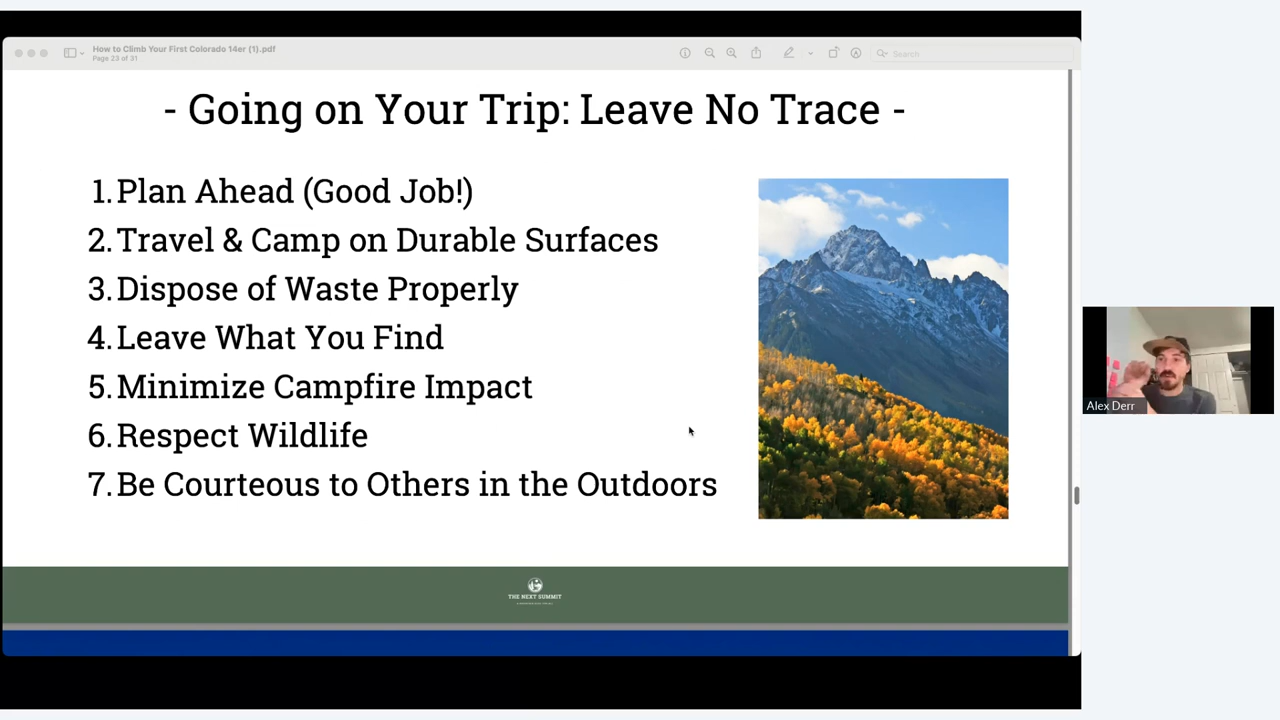 How to Climb Your First Colorado 14er (1).pdf
Page 23 of 31
Search
- Going on Your Trip: Leave No Trace -
1. Plan Ahead (Good Job!)
2. Travel & Camp on Durable Surfaces
3. Dispose of Waste Properly
4. Leave What You Find
5. Minimize Campfire Impact
6. Respect Wildlife
7. Be Courteous to Others in the Outdoors
Alex Derr
THE NEXT SUMMIT